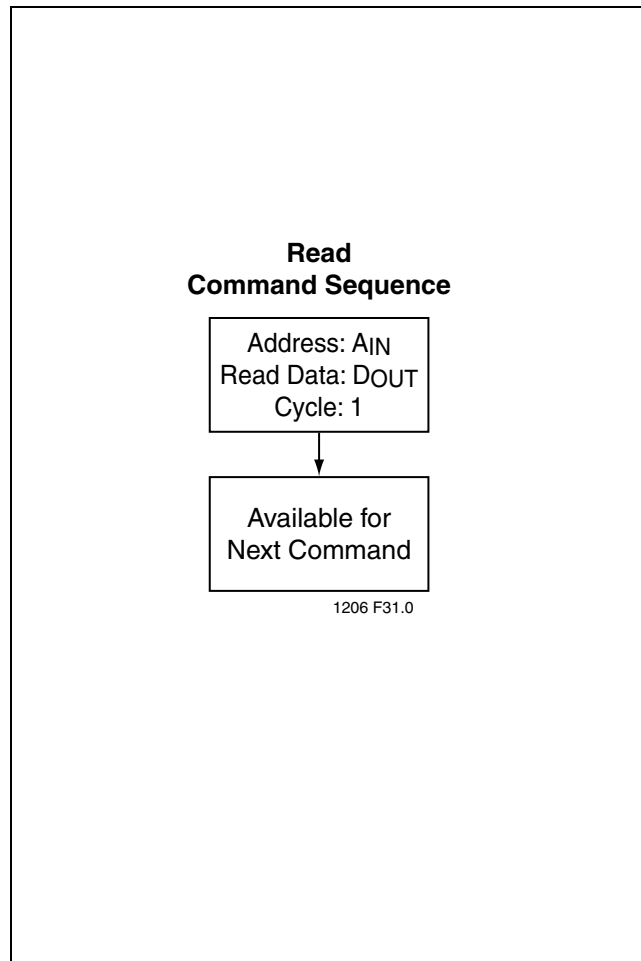 Read
Command Sequence
Address: AIN
Read Data: DOUT
Cycle: 1
Available for
Next Command
1206 F31.0